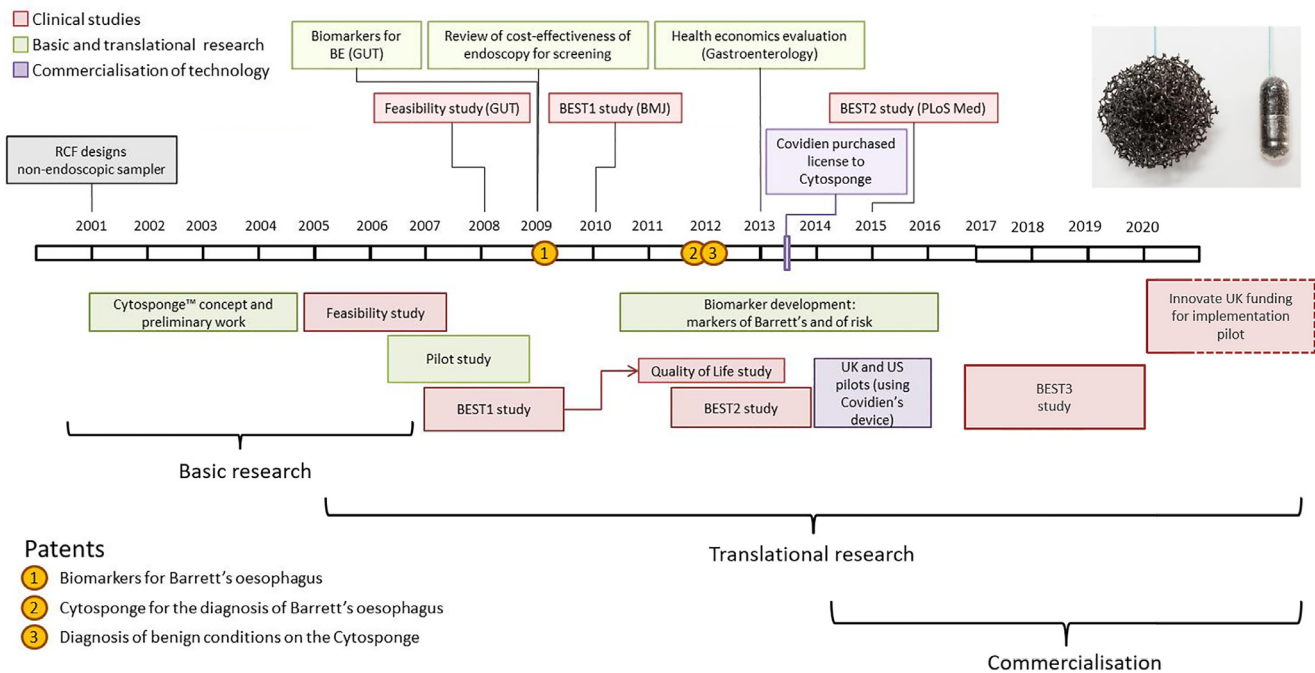 Clinical studies
Basic and translational research
Commercialisation of technology
Biomarkers for
BE (GUT)
Review of cost-effectiveness of
endoscopy for screening
Health economics evaluation
(Gastroenterology)
Feasibility study (GUT)
BEST1 study (BMJ)
BEST2 study (PLoS Med)
RCF designs
non-endoscopic sampler
Covidien purchased
license to
Cytosponge
2001 2002 2003 2004 2005 2006 2007 2008 2009 2010 2011 2012 2013 2014 2015 2016 2017 2018 2019 2020
1 2 3
Cytosponge™ concept and
preliminary work
Feasibility study
Biomarker development:
markers of Barrett's and of risk
Innovate UK funding
for implementation
pilot
Pilot study
Quality of Life study
UK and US
pilots (using
Covidien's
device)
BEST1 study
BEST2 study
BEST3
study
Basic research
Translational research
Commercialisation
Patents
1 Biomarkers for Barrett's oesophagus
2 Cytosponge for the diagnosis of Barrett's oesophagus
3 Diagnosis of benign conditions on the Cytosponge